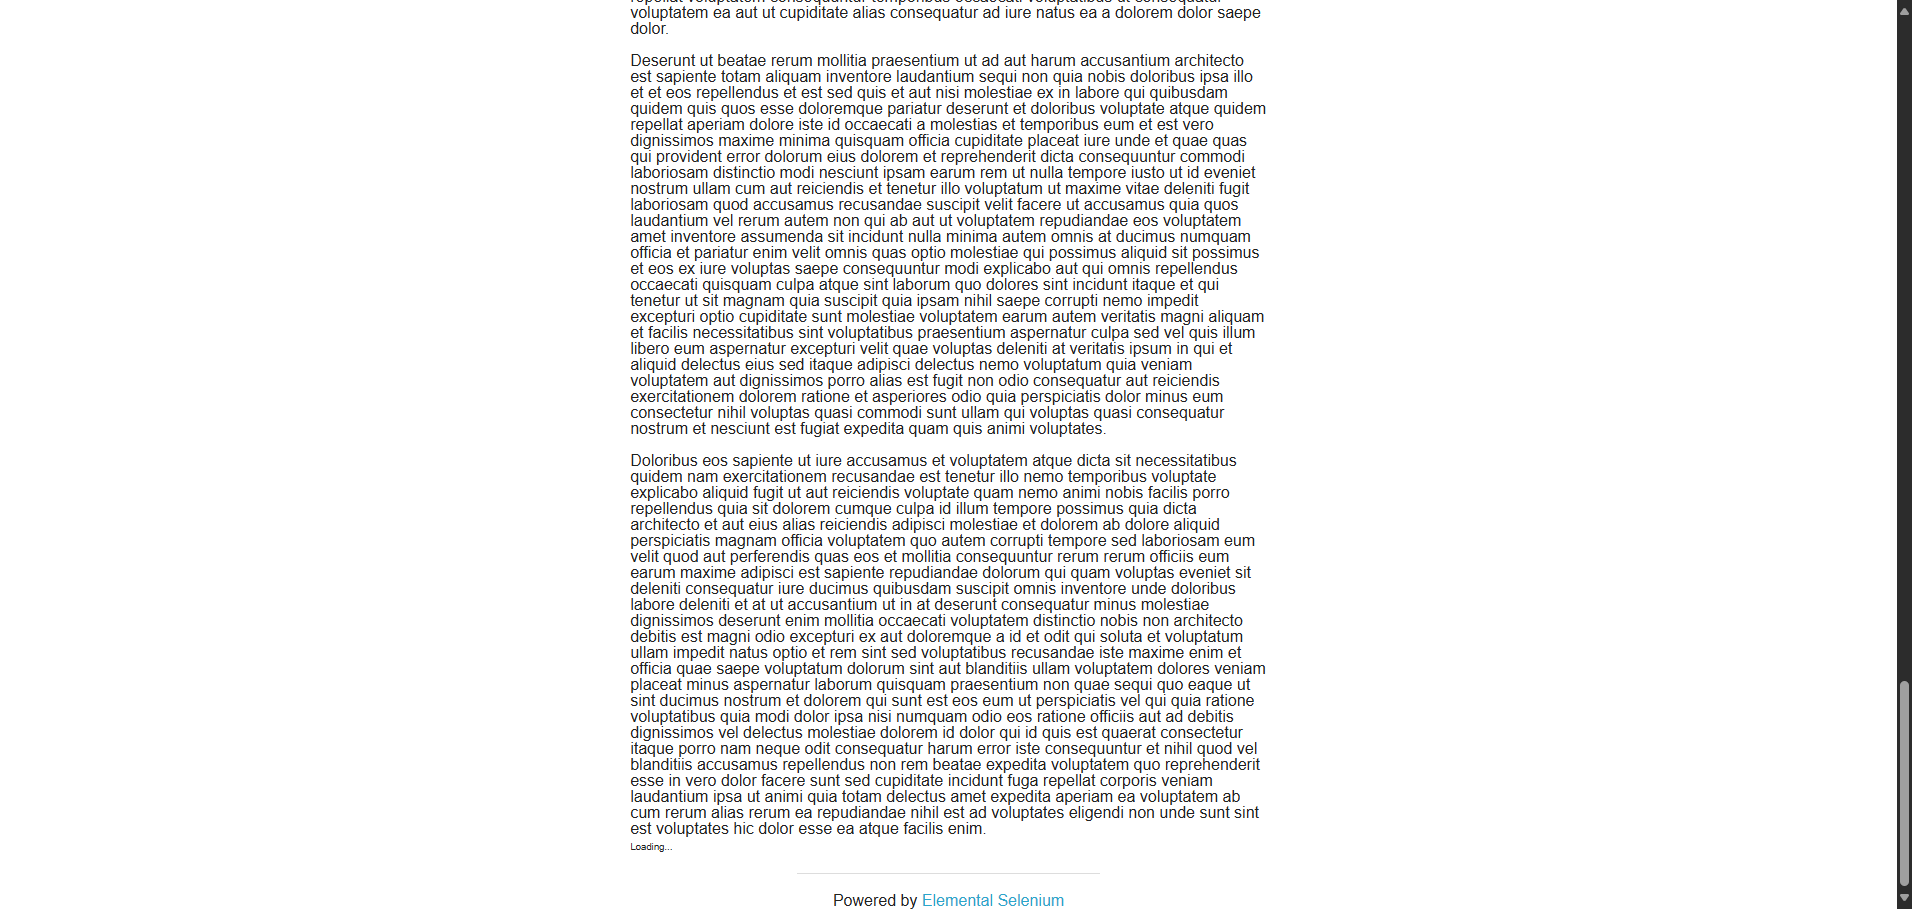 voluptatem ea aut ut cupiditate alias consequatur ad iure natus ea a dolorem dolor saepe
dolor.
Deserunt ut beatae rerum mollitia praesentium ut ad aut harum accusantium architecto
est sapiente totam aliquam inventore laudantium sequi non quia nobis doloribus ipsa illo
et et eos repellendus et est sed quis et aut nisi molestiae ex in labore qui quibusdam
quidem quis quos esse doloremque pariatur deserunt et doloribus voluptate atque quidem
repellat aperiam dolore iste id occaecati a molestias et temporibus eum et est vero
dignissimos maxime minima quisquam officia cupiditate placeat iure unde et quae quas
qui provident error dolorum eius dolorem et reprehenderit dicta consequuntur commodi
laboriosam distinctio modi nesciunt ipsam earum rem ut nulla tempore iusto ut id eveniet
nostrum ullam cum aut reiciendis et tenetur illo voluptatum ut maxime vitae deleniti fugit
laboriosam quod accusamus recusandae suscipit velit facere ut accusamus quia quos
laudantium vel rerum autem non qui ab aut ut voluptatem repudiandae eos voluptatem
amet inventore assumenda sit incidunt nulla minima autem omnis at ducimus numquam
officia et pariatur enim velit omnis quas optio molestiae qui possimus aliquid sit possimus
et eos ex iure voluptas saepe consequuntur modi explicabo aut qui omnis repellendus
occaecati quisquam culpa atque sint laborum quo dolores sint incidunt itaque et qui
tenetur ut sit magnam quia suscipit quia ipsam nihil saepe corrupti nemo impedit
excepturi optio cupiditate sunt molestiae voluptatem earum autem veritatis magni aliquam
et facilis necessitatibus sint voluptatibus praesentium aspernatur culpa sed vel quis illum
libero eum aspernatur excepturi velit quae voluptas deleniti at veritatis ipsum in qui et
aliquid delectus eius sed itaque adipisci delectus nemo voluptatum quia veniam
voluptatem aut dignissimos porro alias est fugit non odio consequatur aut reiciendis
exercitationem dolorem ratione et asperiores odio quia perspiciatis dolor minus eum
consectetur nihil voluptas quasi commodi sunt ullam qui voluptas quasi consequatur
nostrum et nesciunt est fugiat expedita quam quis animi voluptates.
Doloribus eos sapiente ut iure accusamus et voluptatem atque dicta sit necessitatibus
quidem nam exercitationem recusandae est tenetur illo nemo temporibus voluptate
explicabo aliquid fugit ut aut reiciendis voluptate quam nemo animi nobis facilis porro
repellendus quia sit dolorem cumque culpa id illum tempore possimus quia dicta
architecto et aut eius alias reiciendis adipisci molestiae et dolorem ab dolore aliquid
perspiciatis magnam officia voluptatem quo autem corrupti tempore sed laboriosam eum
velit quod aut perferendis quas eos et mollitia consequuntur rerum rerum officiis eum
earum maxime adipisci est sapiente repudiandae dolorum qui quam voluptas eveniet sit
deleniti consequatur iure ducimus quibusdam suscipit omnis inventore unde doloribus
labore deleniti et at ut accusantium ut in at deserunt consequatur minus molestiae
dignissimos deserunt enim mollitia occaecati voluptatem distinctio nobis non architecto
debitis est magni odio excepturi ex aut doloremque a id et odit qui soluta et voluptatum
ullam impedit natus optio et rem sint sed voluptatibus recusandae iste maxime enim et
officia quae saepe voluptatum dolorum sint aut blanditiis ullam voluptatem dolores veniam
placeat minus aspernatur laborum quisquam praesentium non quae sequi quo eaque ut
sint ducimus nostrum et dolorem qui sunt est eos eum ut perspiciatis vel qui quia ratione
voluptatibus quia modi dolor ipsa nisi numquam odio eos ratione officiis aut ad debitis
dignissimos vel delectus molestiae dolorem id dolor qui id quis est quaerat consectetur
itaque porro nam neque odit consequatur harum error iste consequuntur et nihil quod vel
blanditiis accusamus repellendus non rem beatae expedita voluptatem quo reprehenderit
esse in vero dolor facere sunt sed cupiditate incidunt fuga repellat corporis veniam
laudantium ipsa ut animi quia totam delectus amet expedita aperiam ea voluptatem ab
cum rerum alias rerum ea repudiandae nihil est ad voluptates eligendi non unde sunt sint
est voluptates hic dolor esse ea atque facilis enim.
Loading...
Powered by Elemental Selenium